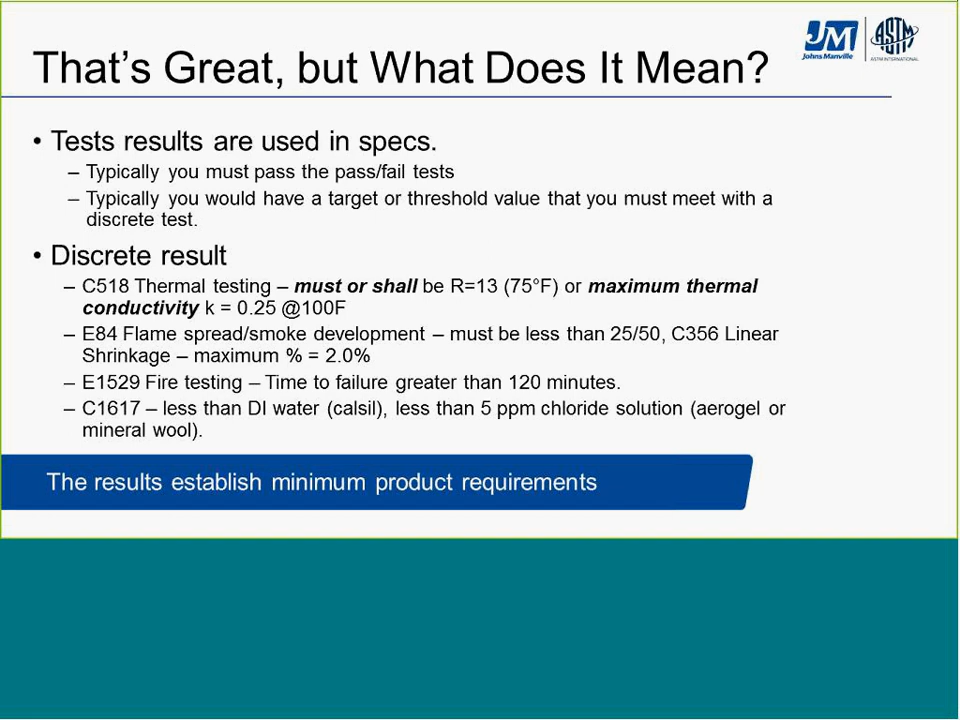 That's Great, but What Does It Mean?
JM
Johns Manville
ASTM
ASTM INTERNATIONAL
• Tests results are used in specs.
– Typically you must pass the pass/fail tests
– Typically you would have a target or threshold value that you must meet with a
discrete test.
• Discrete result
– C518 Thermal testing – must or shall be R=13 (75°F) or maximum thermal
conductivity k = 0.25 @100F
– E84 Flame spread/smoke development – must be less than 25/50, C356 Linear
Shrinkage – maximum % = 2.0%
– E1529 Fire testing – Time to failure greater than 120 minutes.
– C1617 – less than DI water (calsil), less than 5 ppm chloride solution (aerogel or
mineral wool).
The results establish minimum product requirements